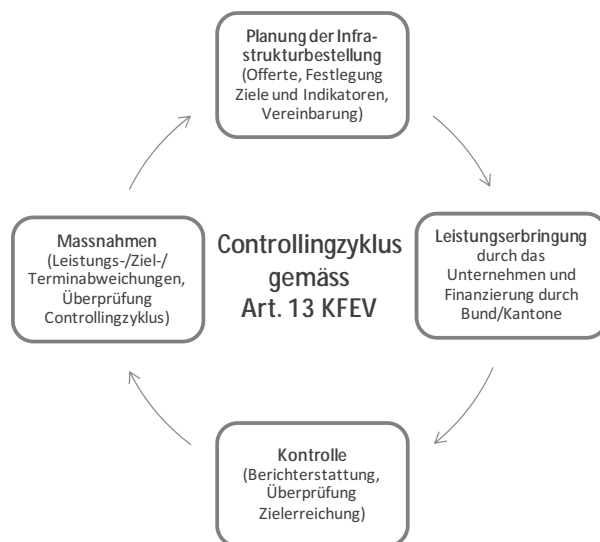 Planung der Infra-
strukturbestellung
(Offerte, Festlegung
Ziele und Indikatoren,
Vereinbarung)
Massnahmen
(Leistungs-/Ziel-/
Terminabweichungen,
Überprüfung
Controllingzyklus)
Controllingzyklus
gemäss
Art. 13 KFEV
Leistungserbringung
durch das
Unternehmen und
Finanzierung durch
Bund/Kantone
Kontrolle
(Berichterstattung,
Überprüfung
Zielerreichung)